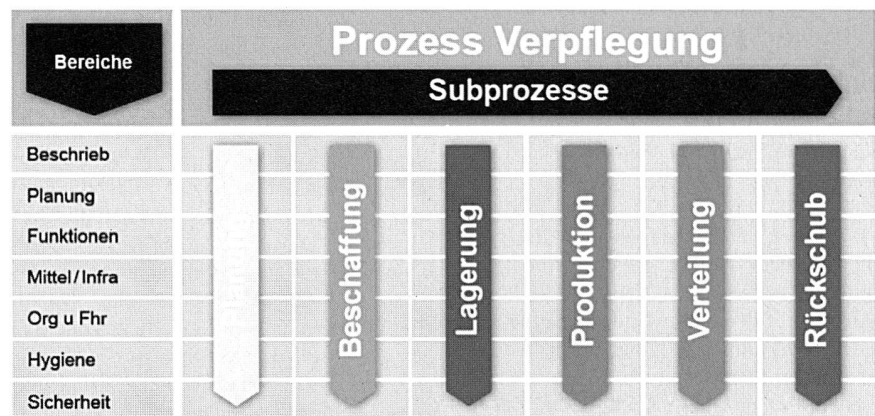 Prozess Verpflegung
Bereiche
Subprozesse
Beschrieb
Planung
Funktionen
Mittel/Infra
Org u Fhr
Hygiene
Sicherheit
Beschaffung
Lagerung
Produktion
Verteilung
Rückschub